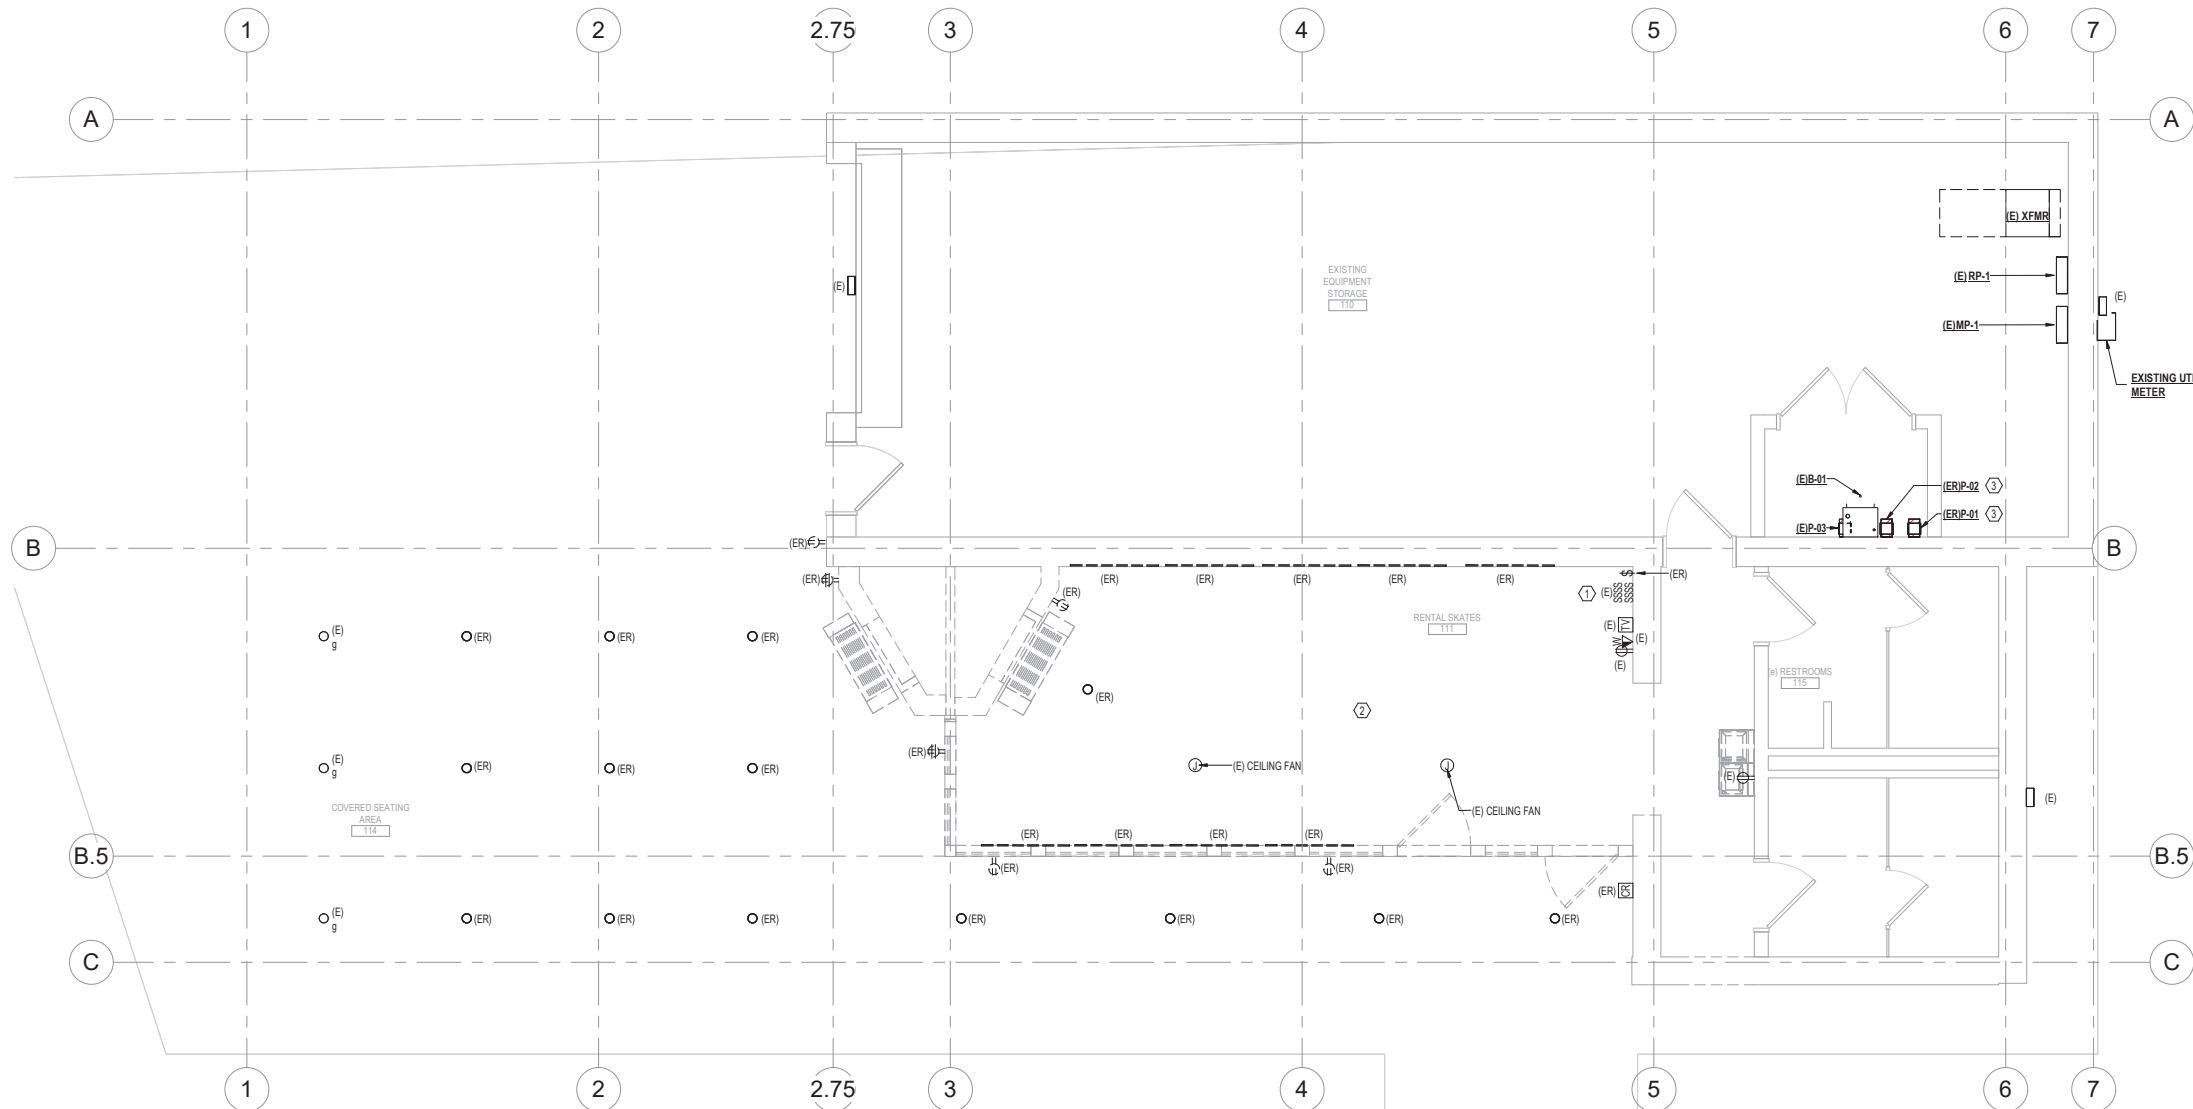 1
2
2.75
3
4
5
6
7
A
A
(E) XFMR
EXISTING
EQUIPMENT
STORAGE
110
(E) RP-1
(E)
(E)
(E)MP-1
EXISTING UT
METER
(E)B-01
(ER)P-02
3
(ER)P-01
3
(E)P-03
B
B
(ER)
(ER)
(ER)
(ER)
(ER)
(ER)
(ER)
(ER)
(ER)
1
(E)
SSSS
SSSS
S
(ER)
RENTAL SKATES
111
(E)
TV
W
(E)
(E)
(E)
g
(ER)
(ER)
(ER)
(e) RESTROOMS
115
(ER)
2
(ER)
(E)
g
(ER)
(ER)
(ER)
J
(E) CEILING FAN
J
(E) CEILING FAN
(E)
(E)
COVERED SEATING
AREA
114
(ER)
(ER)
(ER)
(ER)
B.5
B.5
(ER)
(ER)
(ER)
CR
(E)
g
(ER)
(ER)
(ER)
(ER)
(ER)
(ER)
(ER)
C
C
1
2
2.75
3
4
5
6
7